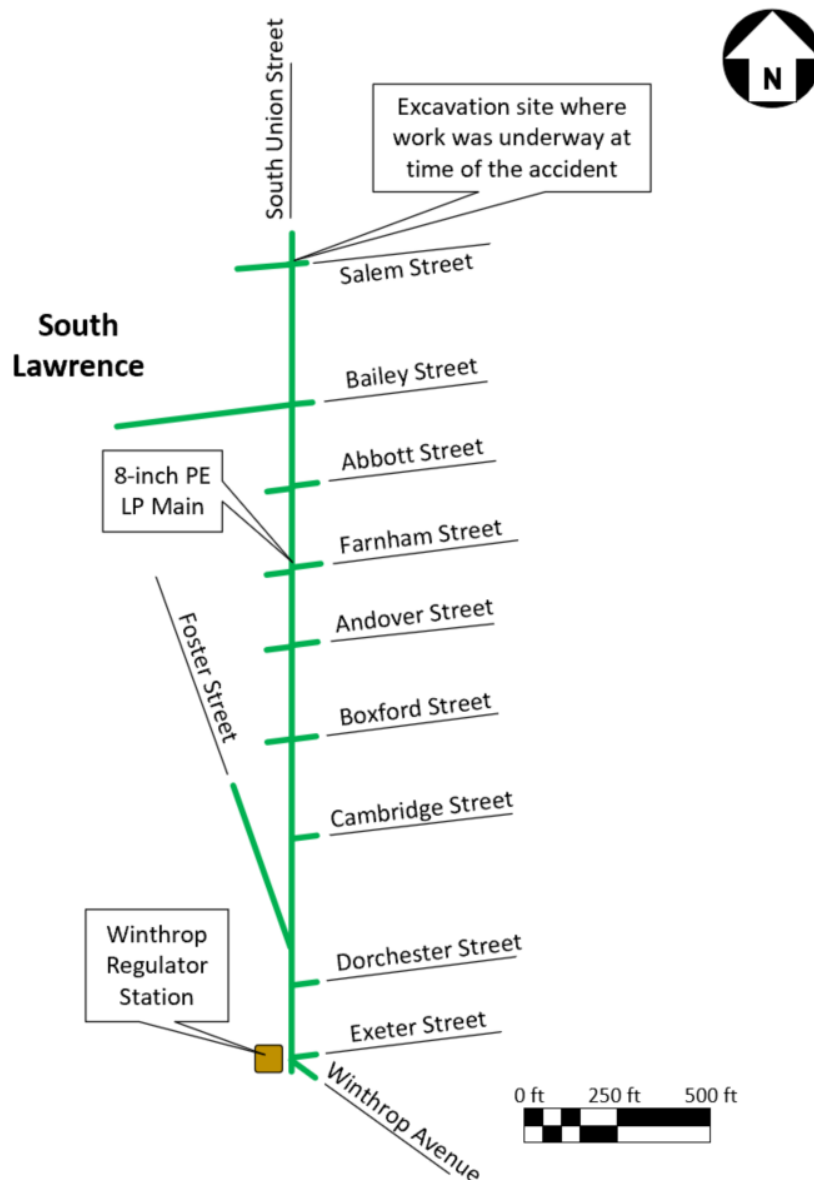 South Union Street
N
Excavation site where
work was underway at
time of the accident
Salem Street
South
Lawrence
Bailey Street
Abbott Street
8-inch PE
LP Main
Farnham Street
Foster Street
Andover Street
Boxford Street
Cambridge Street
Winthrop
Regulator
Station
Dorchester Street
Exeter Street
Winthrop Avenue
0 ft 250 ft 500 ft